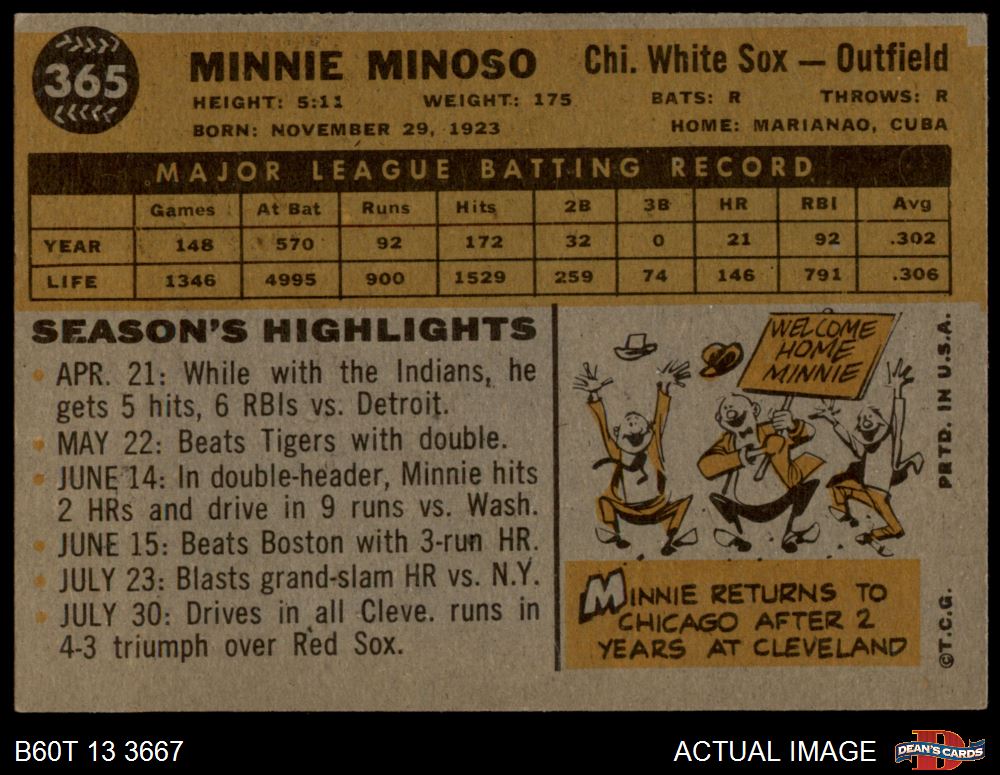 365
MINNIE MINOSO
Chi. White Sox — Outfield
HEIGHT: 5:11 WEIGHT: 175 BATS: R THROWS: R
BORN: NOVEMBER 29, 1923 HOME: MARIANAO, CUBA
MAJOR LEAGUE BATTING RECORD
Games At Bat Runs Hits 2B 3B HR RBI Avg
YEAR 148 570 92 172 32 0 21 92 .302
LIFE 1346 4995 900 1529 259 74 146 791 .306
SEASON'S HIGHLIGHTS
• APR. 21: While with the Indians, he
gets 5 hits, 6 RBIs vs. Detroit.
• MAY 22: Beats Tigers with double.
• JUNE 14: In double-header, Minnie hits
2 HRs and drive in 9 runs vs. Wash.
• JUNE 15: Beats Boston with 3-run HR.
• JULY 23: Blasts grand-slam HR vs. N.Y.
• JULY 30: Drives in all Cleve. runs in
4-3 triumph over Red Sox.
WELCOME
HOME
MINNIE
MINNIE RETURNS TO
CHICAGO AFTER 2
YEARS AT CLEVELAND
©T.C.G. PRTD. IN U.S.A.
B60T 13 3667
ACTUAL IMAGE
DEAN'S CARDS